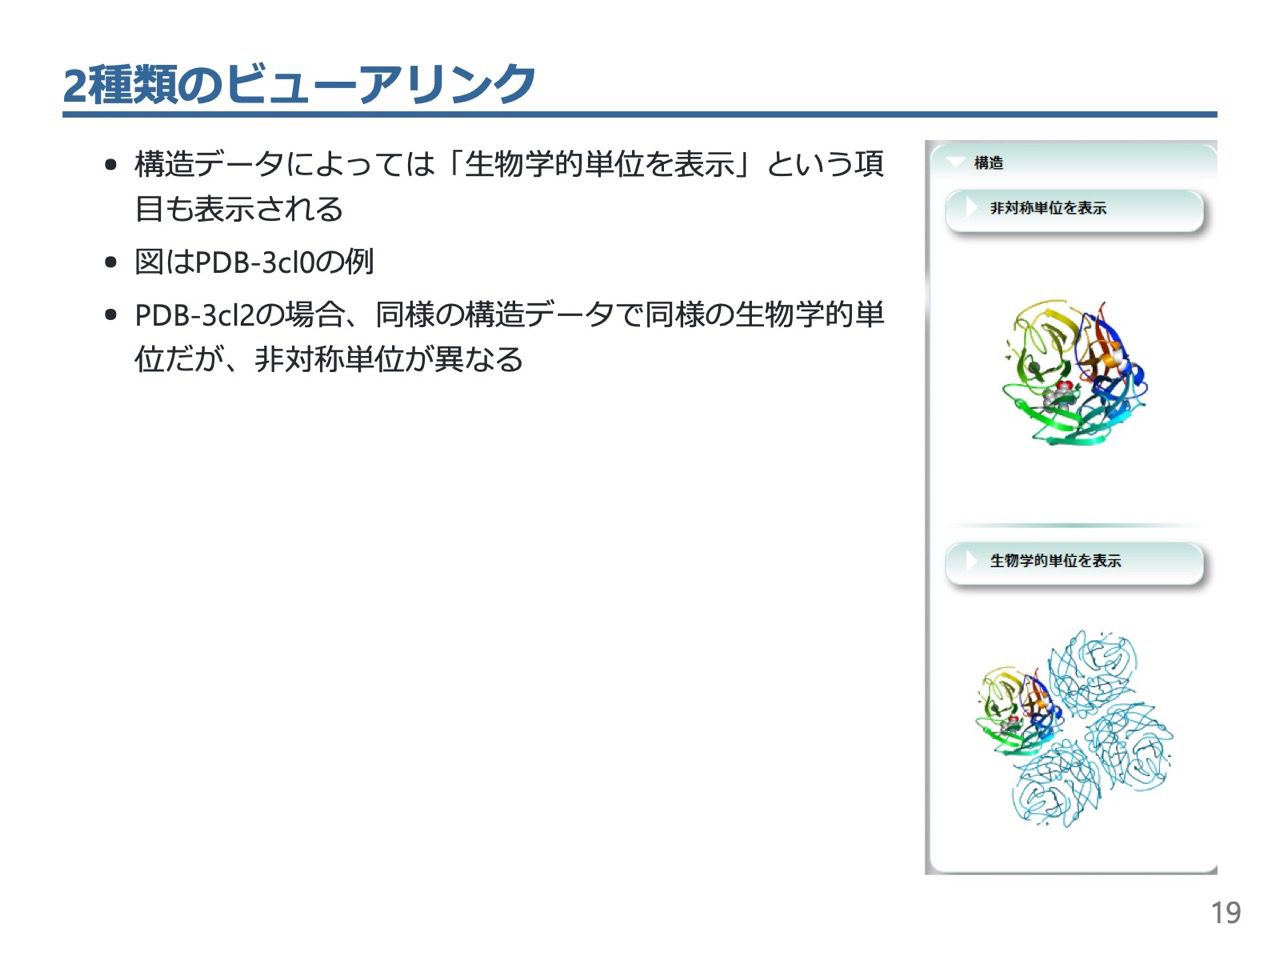 2種類のビューアリンク
• 構造データによっては「生物学的単位を表示」という項
目も表示される
• 図はPDB-3cl0の例
• PDB-3cl2の場合、同様の構造データで同様の生物学的単
位だが、非対称単位が異なる
構造
非対称単位を表示
生物学的単位を表示
19